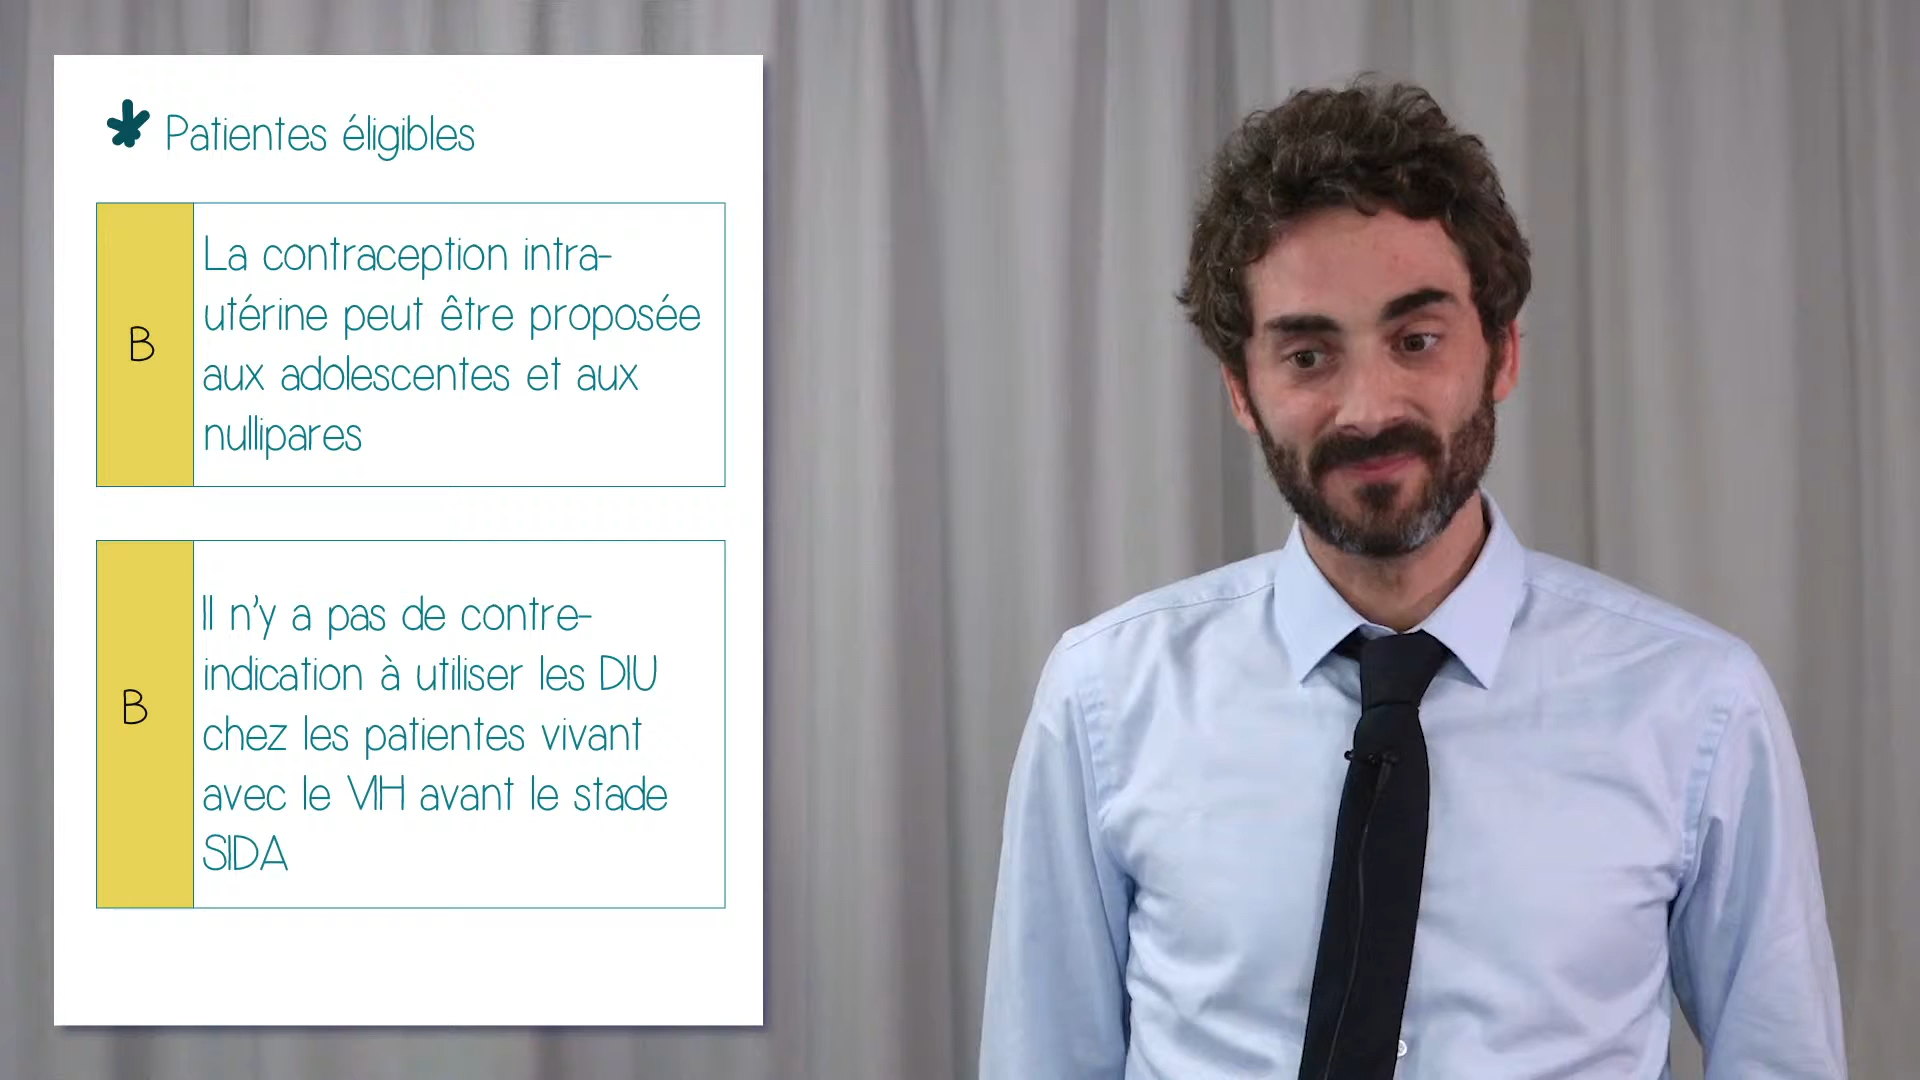 Patientes éligibles
B
La contraception intra-
utérine peut être proposée
aux adolescentes et aux
nullipares
B
Il n'y a pas de contre-
indication à utiliser les DIU
chez les patientes vivant
avec le VIH avant le stade
SIDA